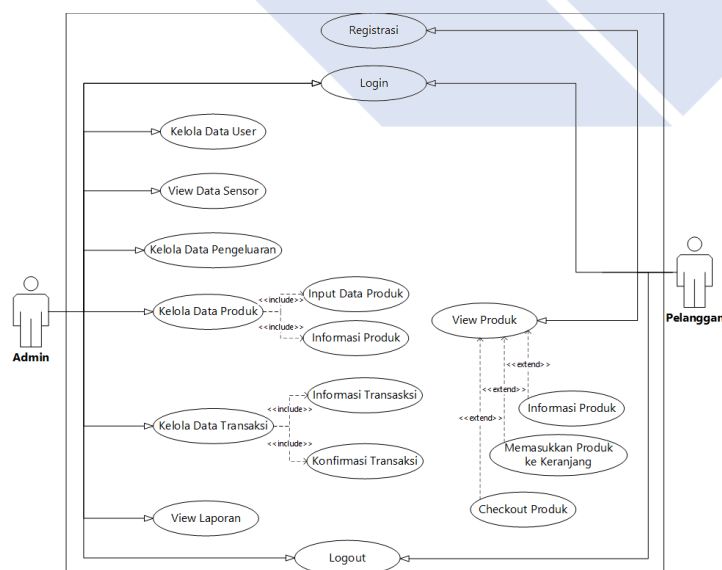 Registrasi
Login
Kelola Data User
View Data Sensor
Kelola Data Pengeluaran
Kelola Data Produk
<<include>>
Input Data Produk
<<include>>
Informasi Produk
Admin
View Produk
Pelanggan
<<extend>>
<<extend>>
<<extend>>
Informasi Produk
Memasukkan Produk
ke Keranjang
Checkout Produk
Kelola Data Transaksi
<<include>>
Informasi Transasksi
<<include>>
Konfirmasi Transaksi
View Laporan
Logout